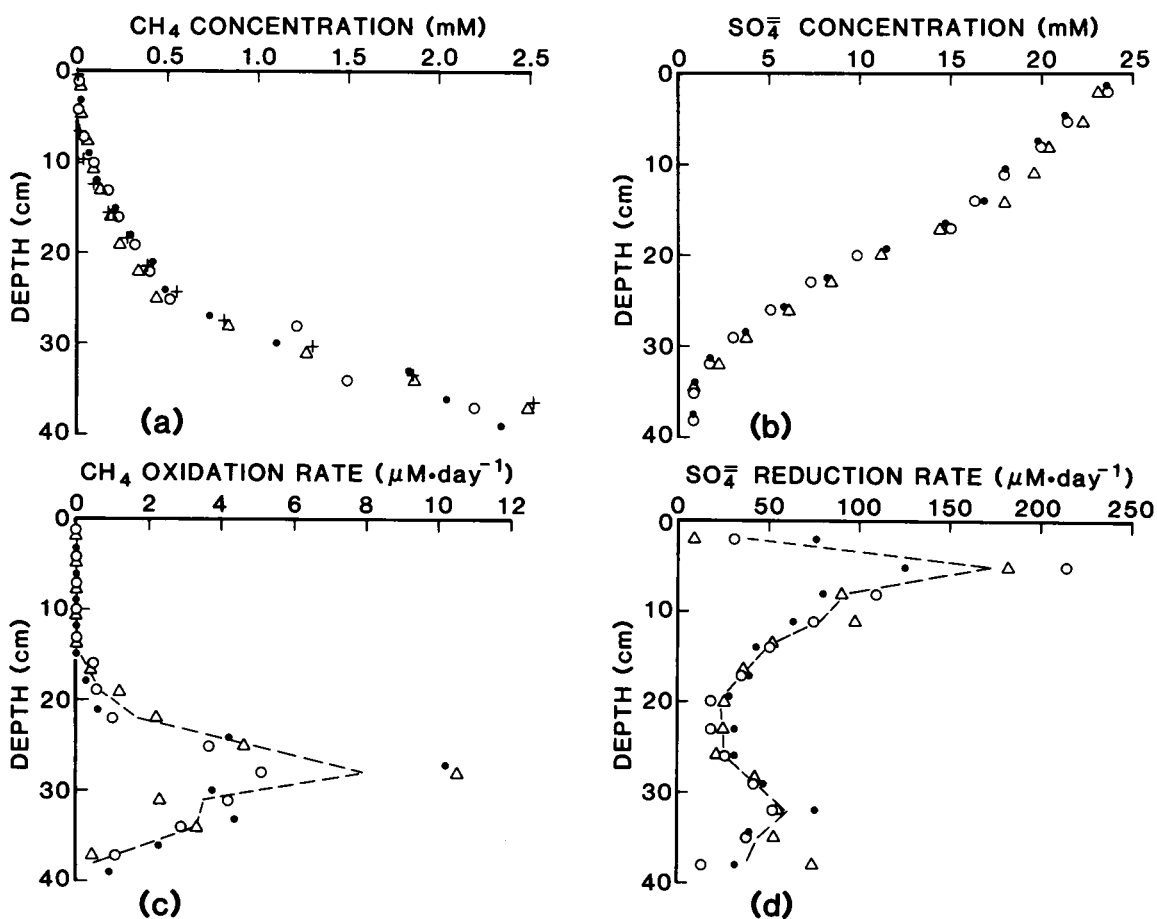 CH₄ CONCENTRATION (mM)
0 0.5 1.0 1.5 2.0 2.5
0
10
20
30
40
DEPTH (cm)
(a)
SO₄⁼ CONCENTRATION (mM)
0 5 10 15 20 25
0
10
20
30
40
DEPTH (cm)
(b)
CH₄ OXIDATION RATE (μM•day⁻¹)
0 2 4 6 8 10 12
0
10
20
30
40
DEPTH (cm)
(c)
SO₄⁼ REDUCTION RATE (μM•day⁻¹)
0 50 100 150 200 250
0
10
20
30
40
DEPTH (cm)
(d)